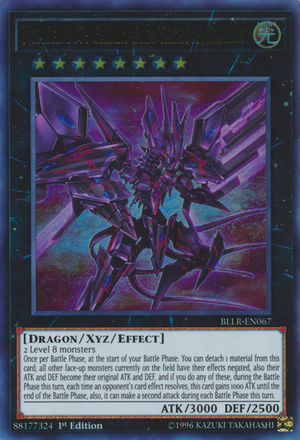 光
BLLR-EN067
[Dragon/Xyz/Effect]
2 Level 8 monsters
Once per Battle Phase, at the start of your Battle Phase: You can detach 1 material from this
card; all other face-up monsters currently on the field have their effects negated, also their
ATK and DEF become their original ATK and DEF, and if you do any of these, during the Battle
Phase this turn, each time an opponent's card effect resolves, this card gains 1000 ATK until the
end of the Battle Phase, also, it can make a second attack during each Battle Phase this turn.
ATK/3000 DEF/2500
88177324 1st Edition ©1996 KAZUKI TAKAHASHI